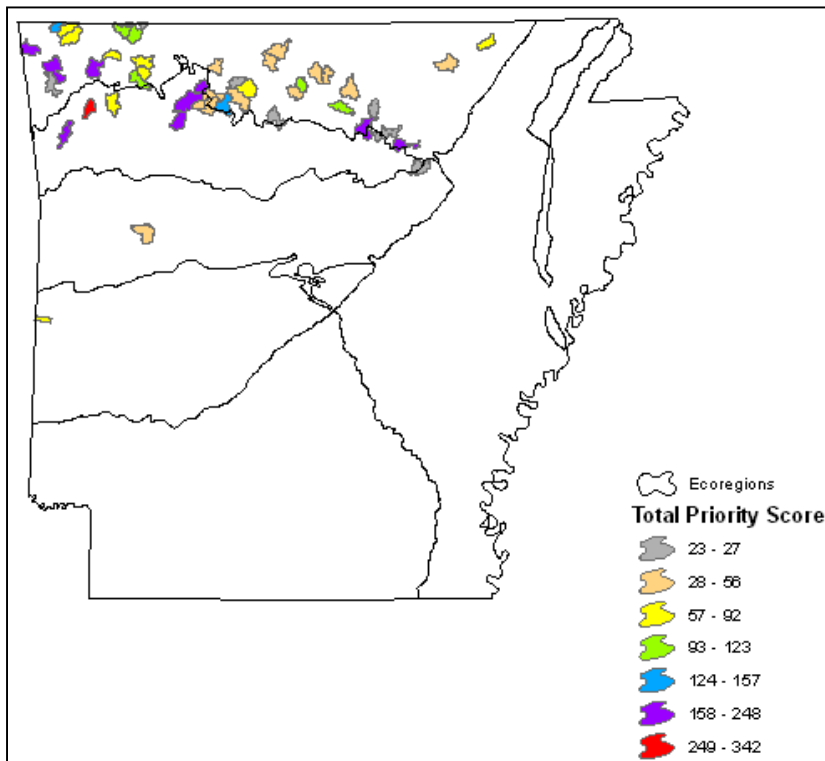 Ecoregions
Total Priority Score
23 - 27
28 - 56
57 - 92
93 - 123
124 - 157
158 - 248
249 - 342